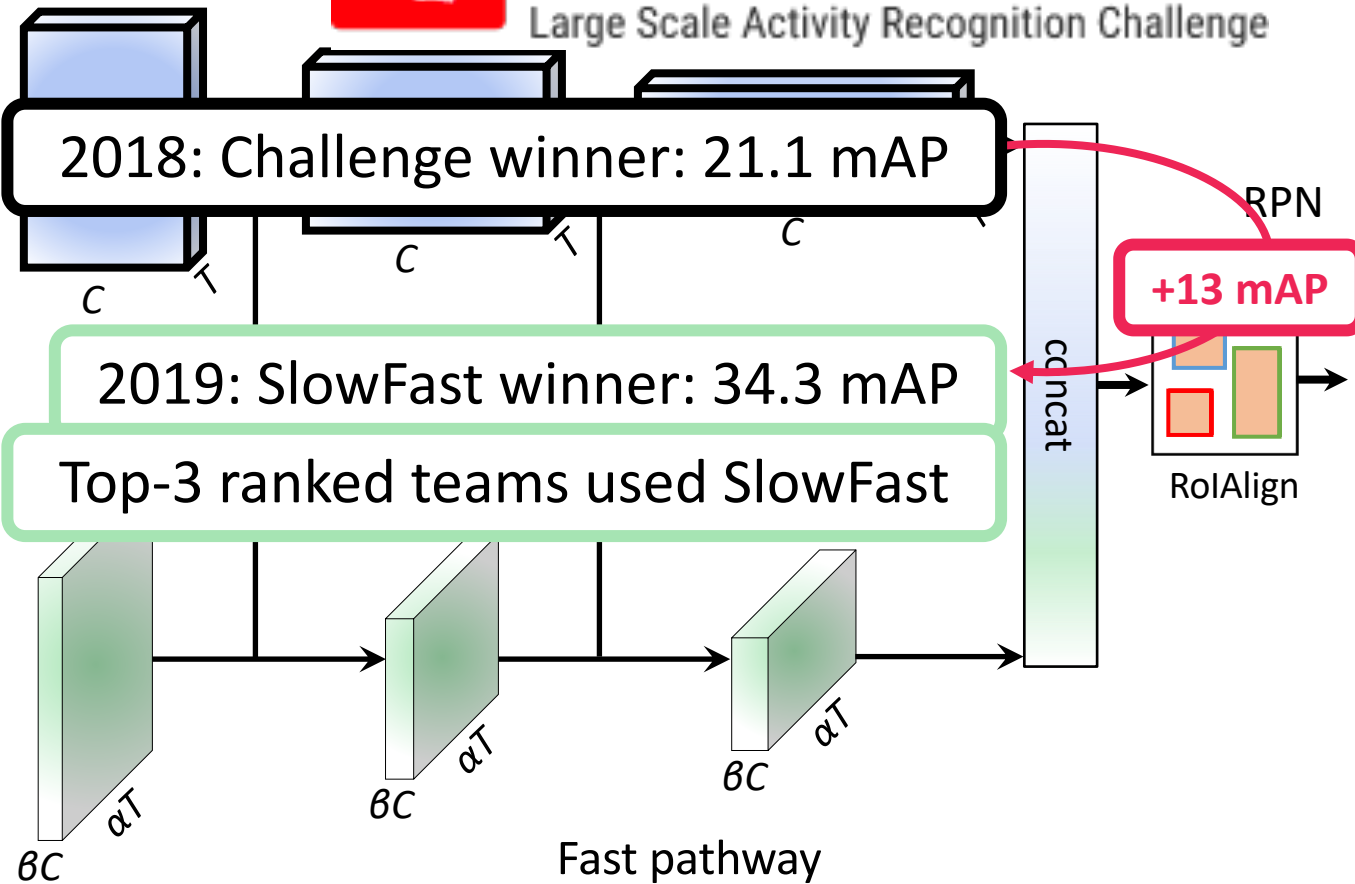 Large Scale Activity Recognition Challenge
2018: Challenge winner: 21.1 mAP
RPN
C
T
C
T
C
+13 mAP
2019: SlowFast winner: 34.3 mAP
concat
Top-3 ranked teams used SlowFast
RoIAlign
αT
βC
αT
βC
αT
βC
Fast pathway